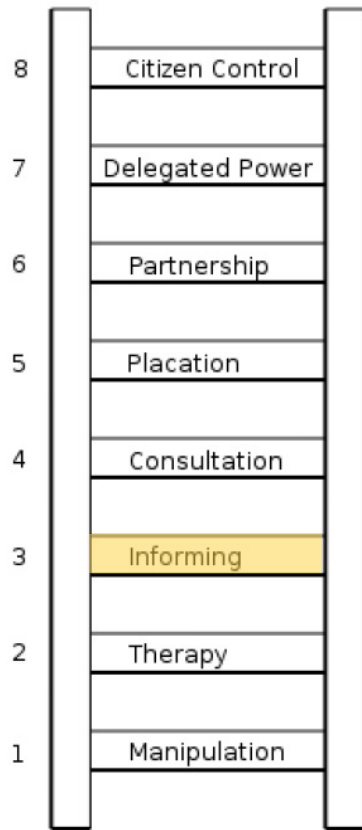 8 Citizen Control
7 Delegated Power
6 Partnership
5 Placation
4 Consultation
3 Informing
2 Therapy
1 Manipulation